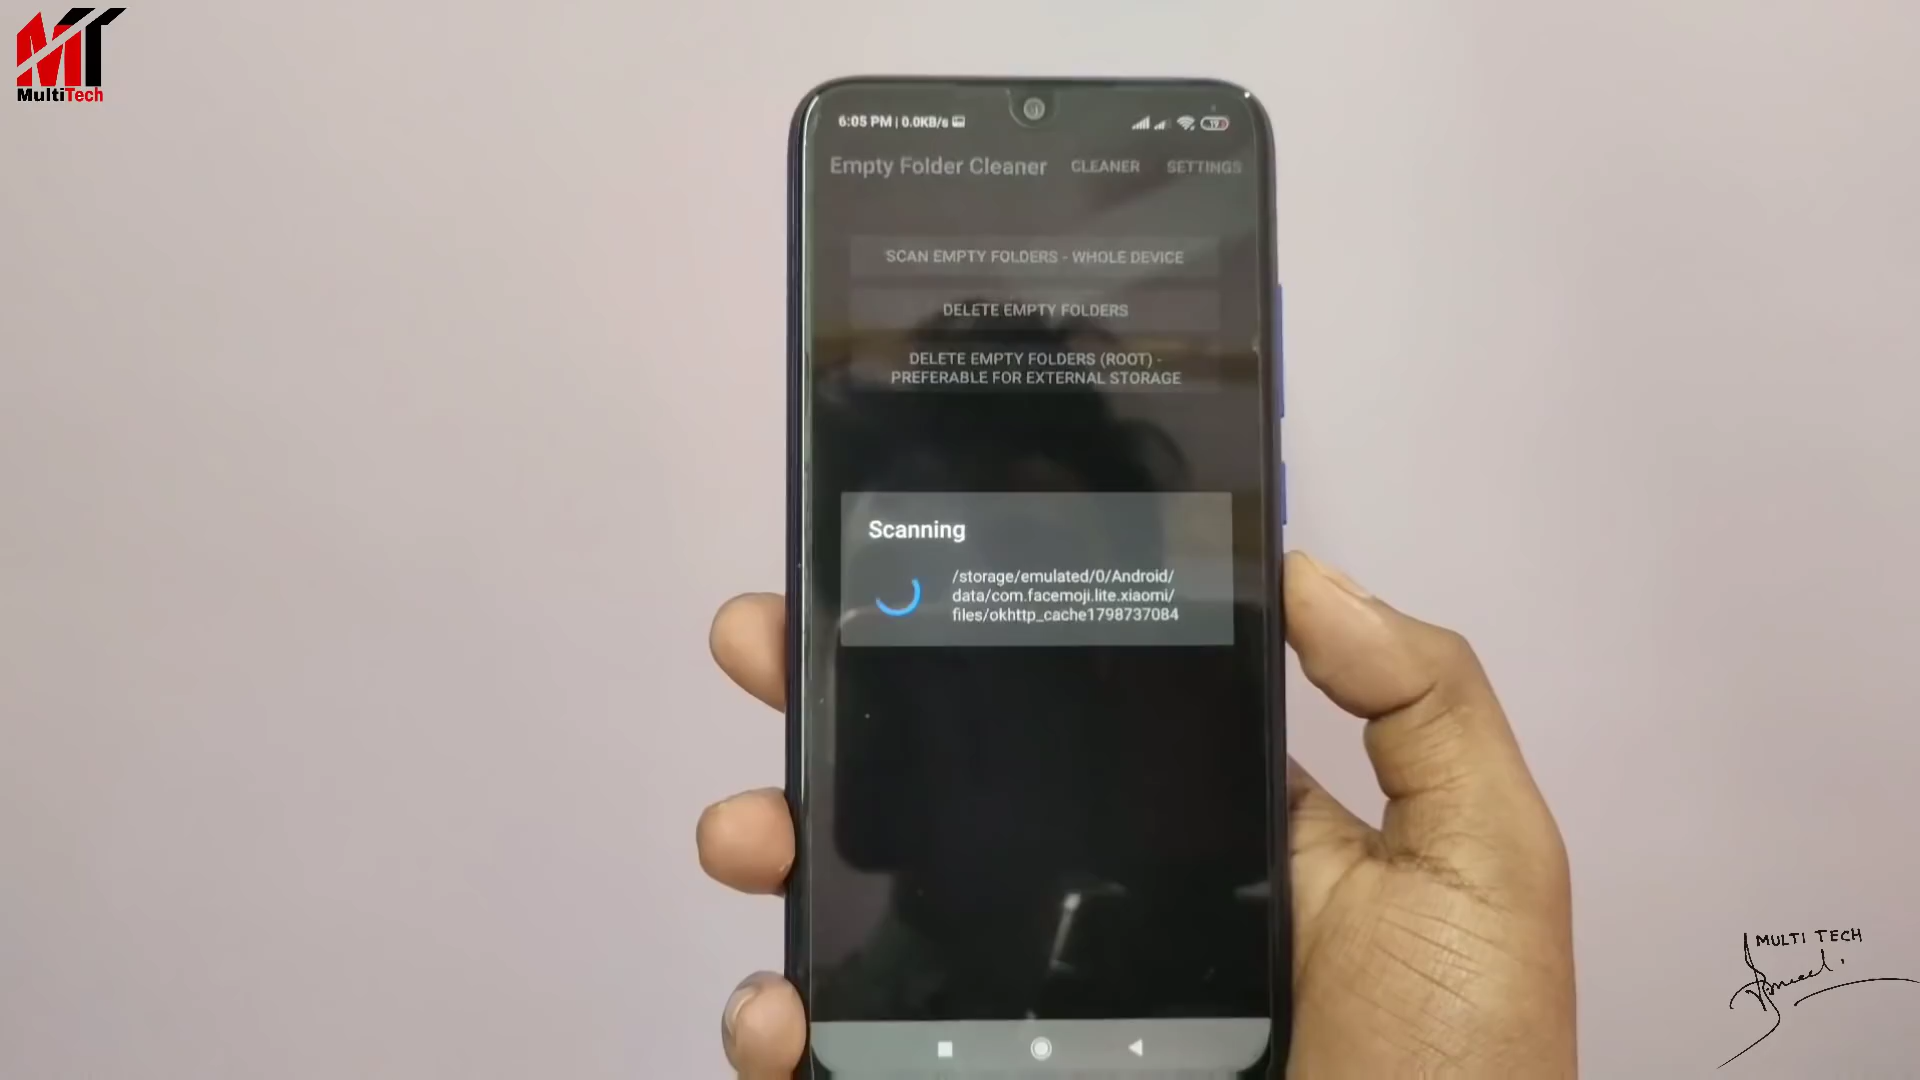 MT
MultiTech
6:05 PM | 0.0KB/s
19
Empty Folder Cleaner CLEANER SETTINGS
SCAN EMPTY FOLDERS - WHOLE DEVICE
DELETE EMPTY FOLDERS
DELETE EMPTY FOLDERS (ROOT) -
PREFERABLE FOR EXTERNAL STORAGE
Scanning
/storage/emulated/0/Android/
data/com.facemoji.lite.xiaomi/
files/okhttp_cache1798737084
MULTI TECH